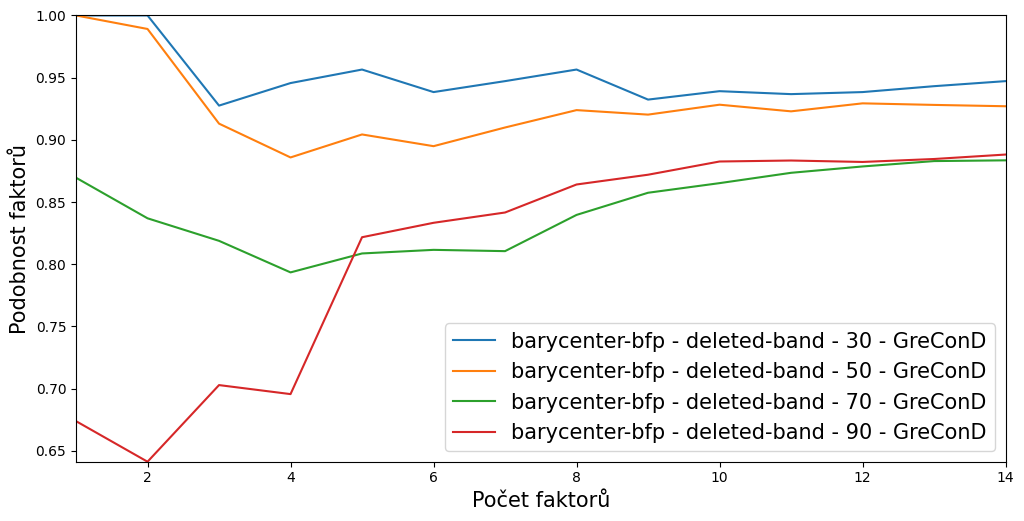 1.00
0.95
0.90
0.85
0.80
0.75
0.70
0.65
Podobnost faktorů
barycenter-bfp - deleted-band - 30 - GreConD
barycenter-bfp - deleted-band - 50 - GreConD
barycenter-bfp - deleted-band - 70 - GreConD
barycenter-bfp - deleted-band - 90 - GreConD
2 4 6 8 10 12 14
Počet faktorů